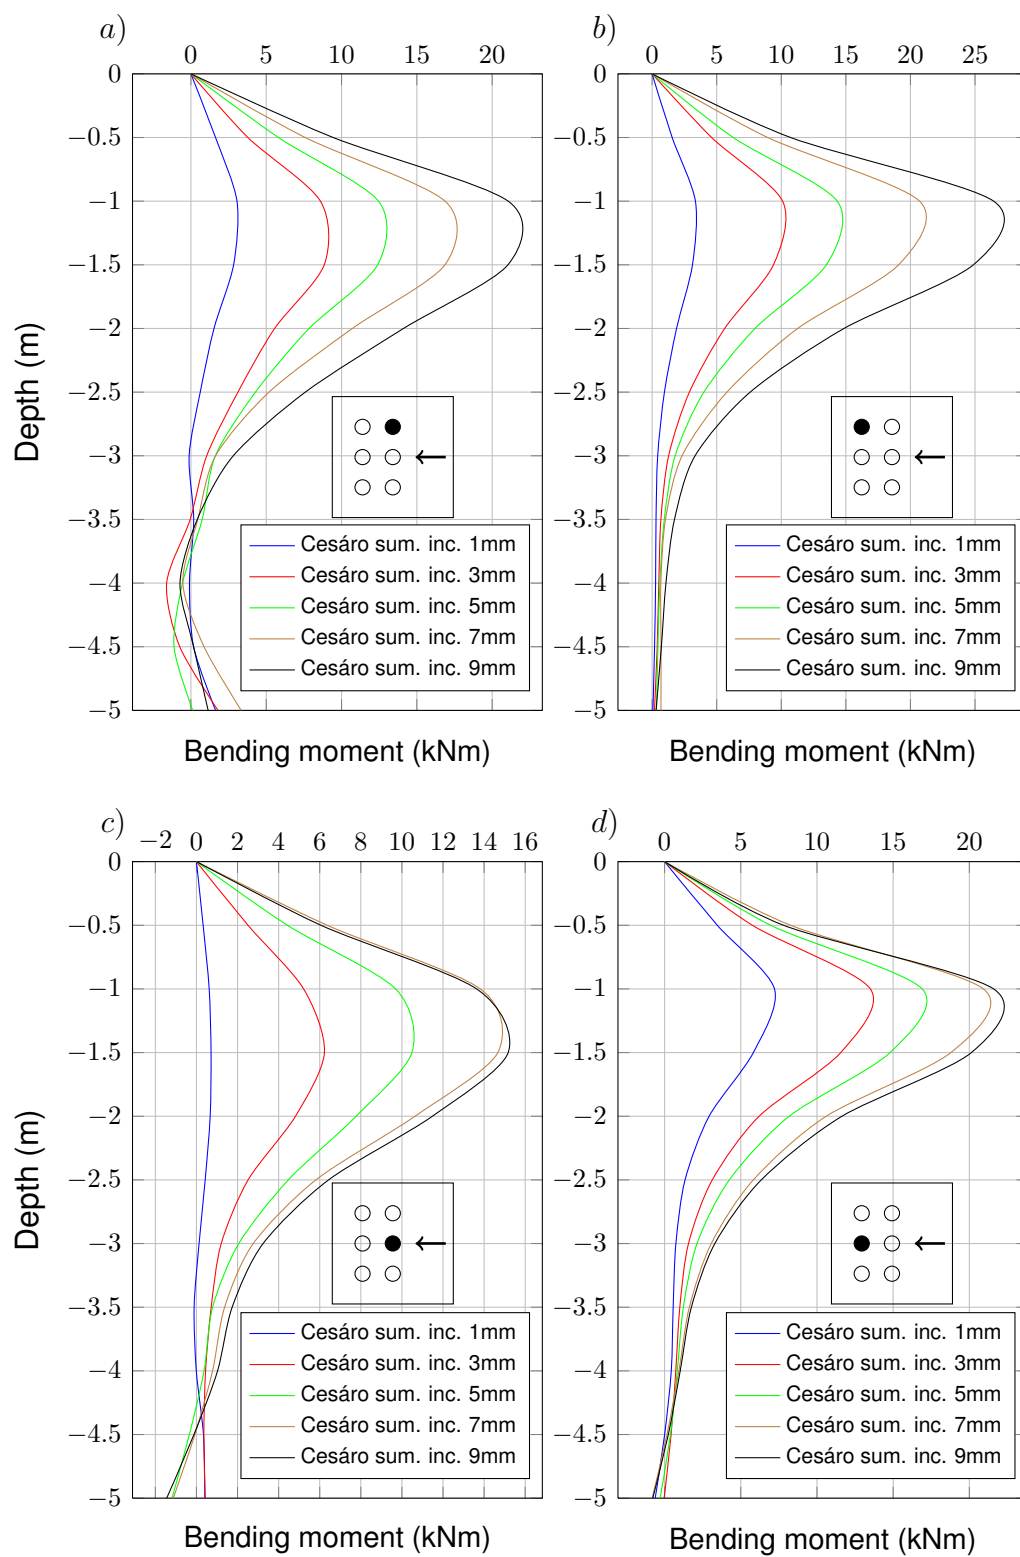 a)
0 5 10 15 20
0
−0.5
−1
−1.5
−2
−2.5
−3
−3.5
−4
−4.5
−5
Depth (m)
Cesáro sum. inc. 1mm
Cesáro sum. inc. 3mm
Cesáro sum. inc. 5mm
Cesáro sum. inc. 7mm
Cesáro sum. inc. 9mm
Bending moment (kNm)
b)
0 5 10 15 20 25
0
−0.5
−1
−1.5
−2
−2.5
−3
−3.5
−4
−4.5
−5
Cesáro sum. inc. 1mm
Cesáro sum. inc. 3mm
Cesáro sum. inc. 5mm
Cesáro sum. inc. 7mm
Cesáro sum. inc. 9mm
Bending moment (kNm)
c)
−2 0 2 4 6 8 10 12 14 16
0
−0.5
−1
−1.5
−2
−2.5
−3
−3.5
−4
−4.5
−5
Depth (m)
Cesáro sum. inc. 1mm
Cesáro sum. inc. 3mm
Cesáro sum. inc. 5mm
Cesáro sum. inc. 7mm
Cesáro sum. inc. 9mm
Bending moment (kNm)
d)
0 5 10 15 20
0
−0.5
−1
−1.5
−2
−2.5
−3
−3.5
−4
−4.5
−5
Cesáro sum. inc. 1mm
Cesáro sum. inc. 3mm
Cesáro sum. inc. 5mm
Cesáro sum. inc. 7mm
Cesáro sum. inc. 9mm
Bending moment (kNm)